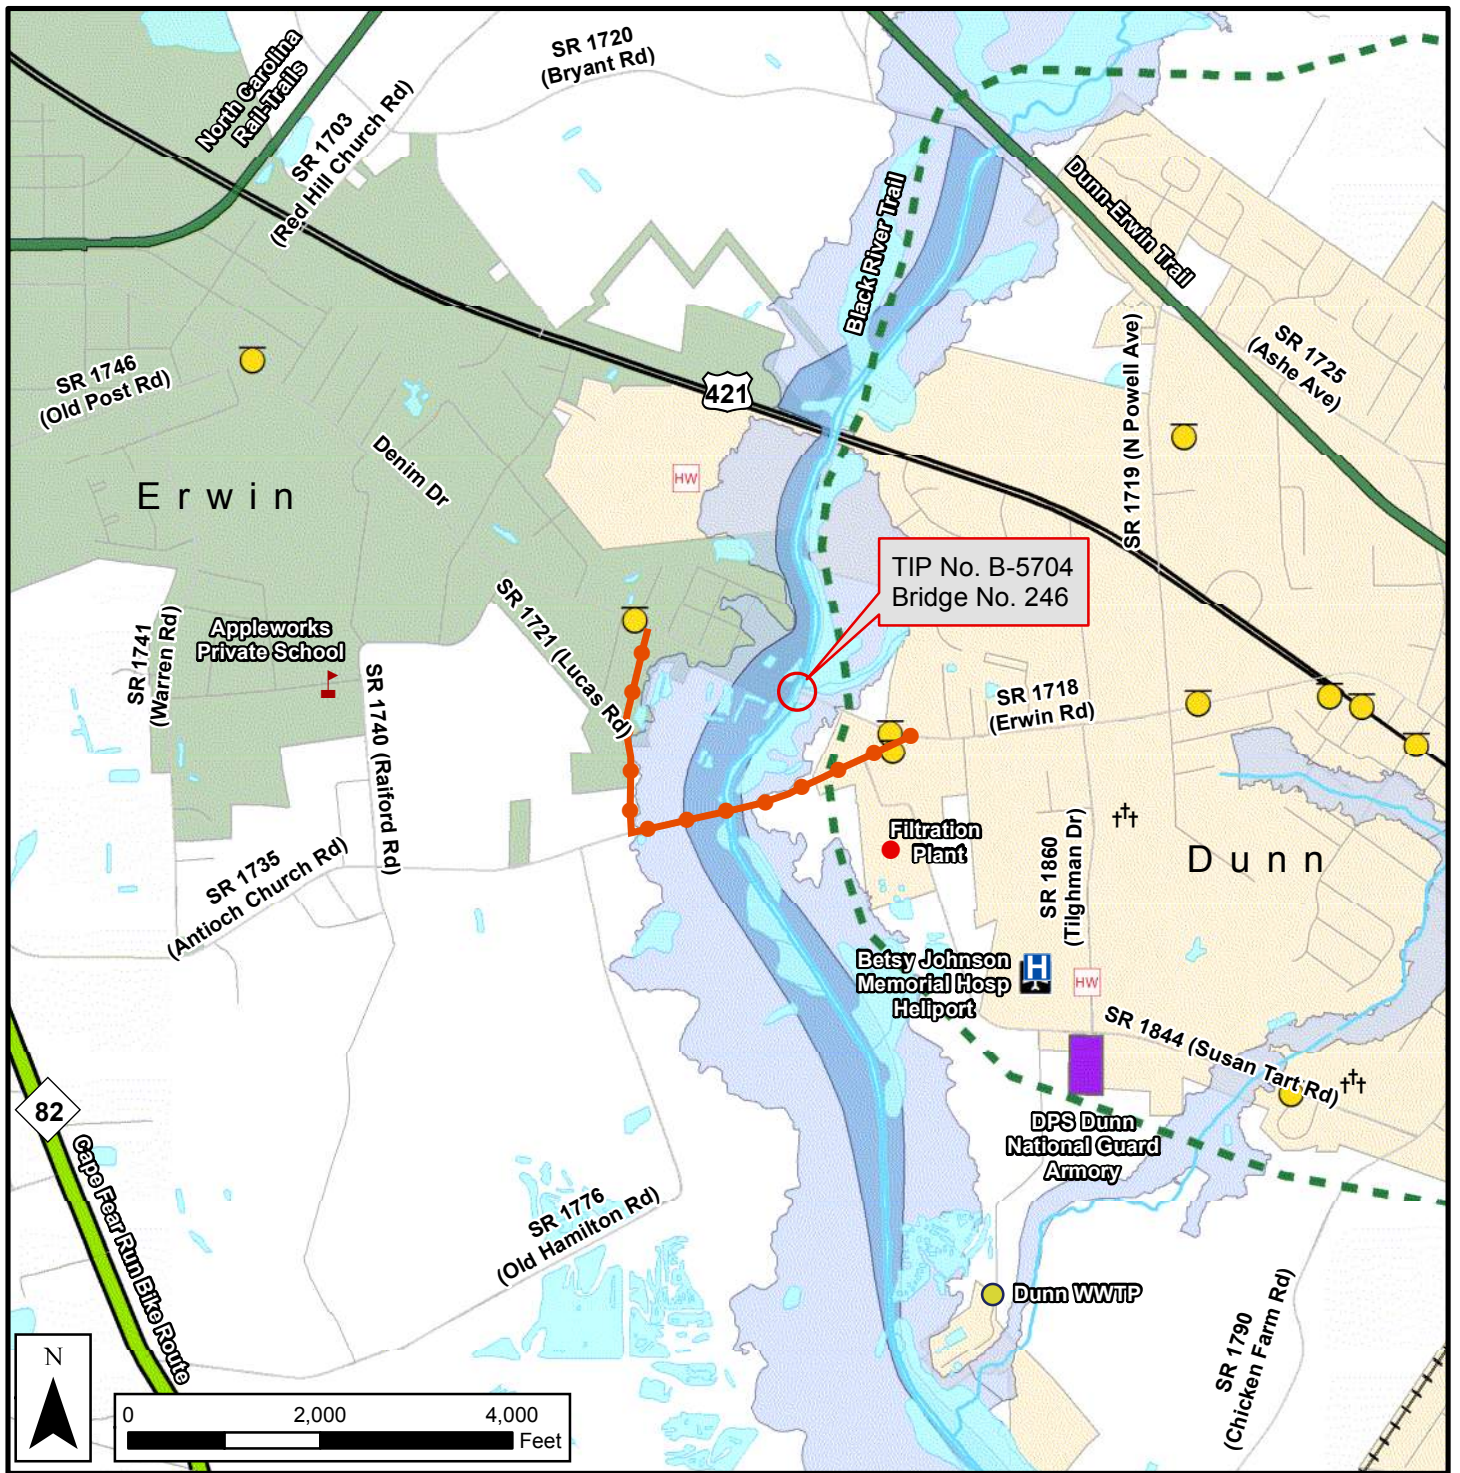 SR 1720
(Bryant Rd)
North Carolina
Rail-Trails
SR 1703
(Red Hill Church Rd)
Black River Trail
Dunn-Erwin Trail
SR 1725
(Ashe Ave)
SR 1719 (N Powell Ave)
SR 1746
(Old Post Rd)
421
Denim Dr
HW
Erwin
TIP No. B-5704
Bridge No. 246
SR 1721 (Lucas Rd)
Appleworks
Private School
SR 1741
(Warren Rd)
SR 1740 (Raiford Rd)
SR 1718
(Erwin Rd)
Filtration
Plant
SR 1860
(Tilghman Dr)
Dunn
SR 1735
(Antioch Church Rd)
Betsy Johnson
Memorial Hosp
Heliport
H
HW
SR 1844 (Susan Tart Rd)
82
Cape Fear Run Bike Route
DPS Dunn
National Guard
Armory
SR 1776
(Old Hamilton Rd)
Dunn WWTP
SR 1790
(Chicken Farm Rd)
N
0 2,000 4,000
Feet